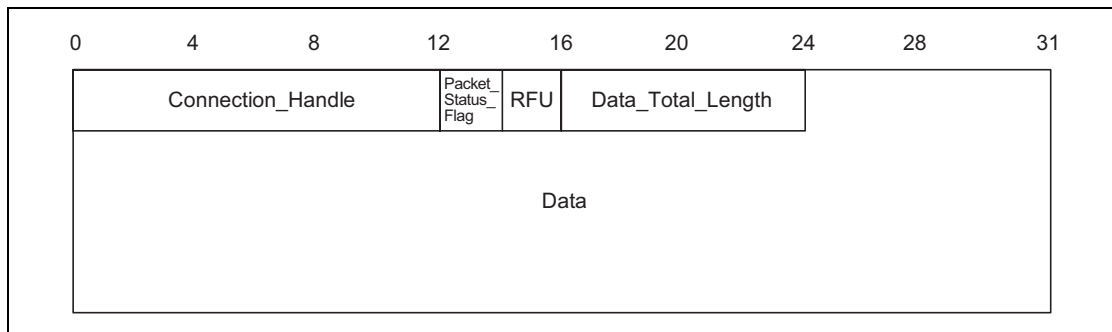 0 4 8 12 16 20 24 28 31
Connection_Handle Packet_ Status_ Flag RFU Data_Total_Length
Data